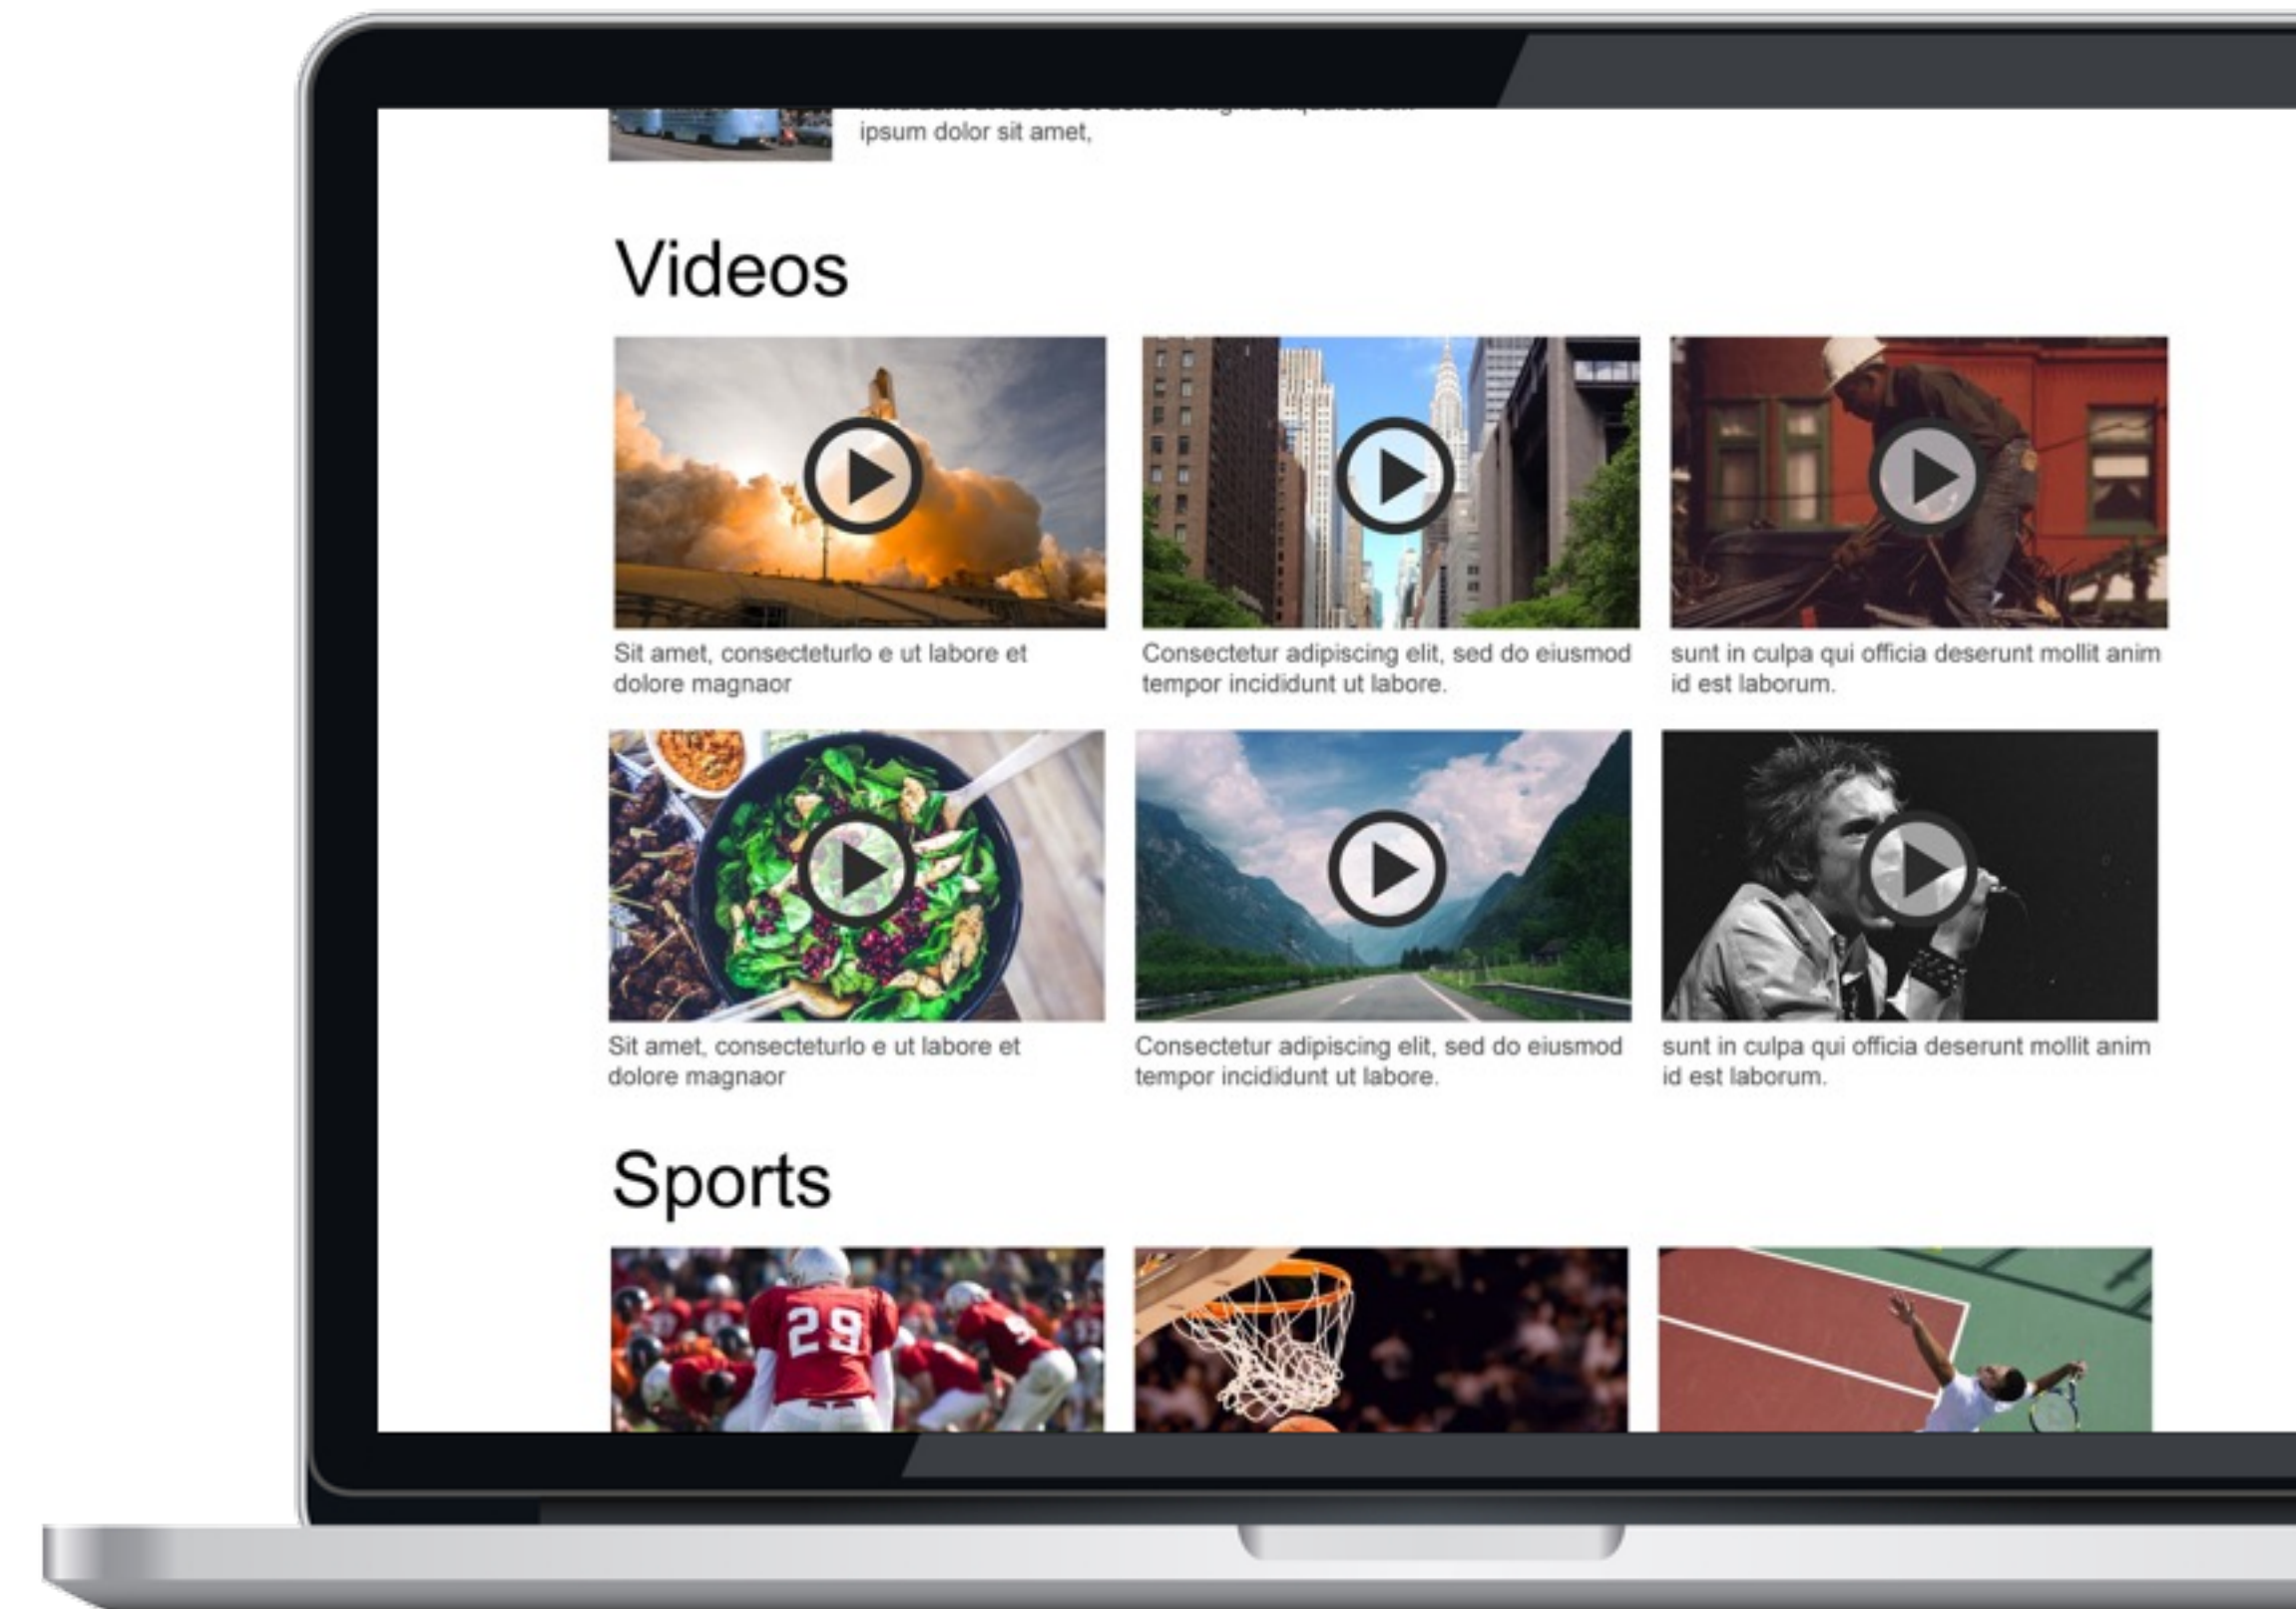 ipsum dolor sit amet,
Videos
Sit amet, consecteturlo e ut labore et
dolore magnaor
Consectetur adipiscing elit, sed do eiusmod
tempor incididunt ut labore.
sunt in culpa qui officia deserunt mollit anim
id est laborum.
Sit amet, consecteturlo e ut labore et
dolore magnaor
Consectetur adipiscing elit, sed do eiusmod
tempor incididunt ut labore.
sunt in culpa qui officia deserunt mollit anim
id est laborum.
Sports
29